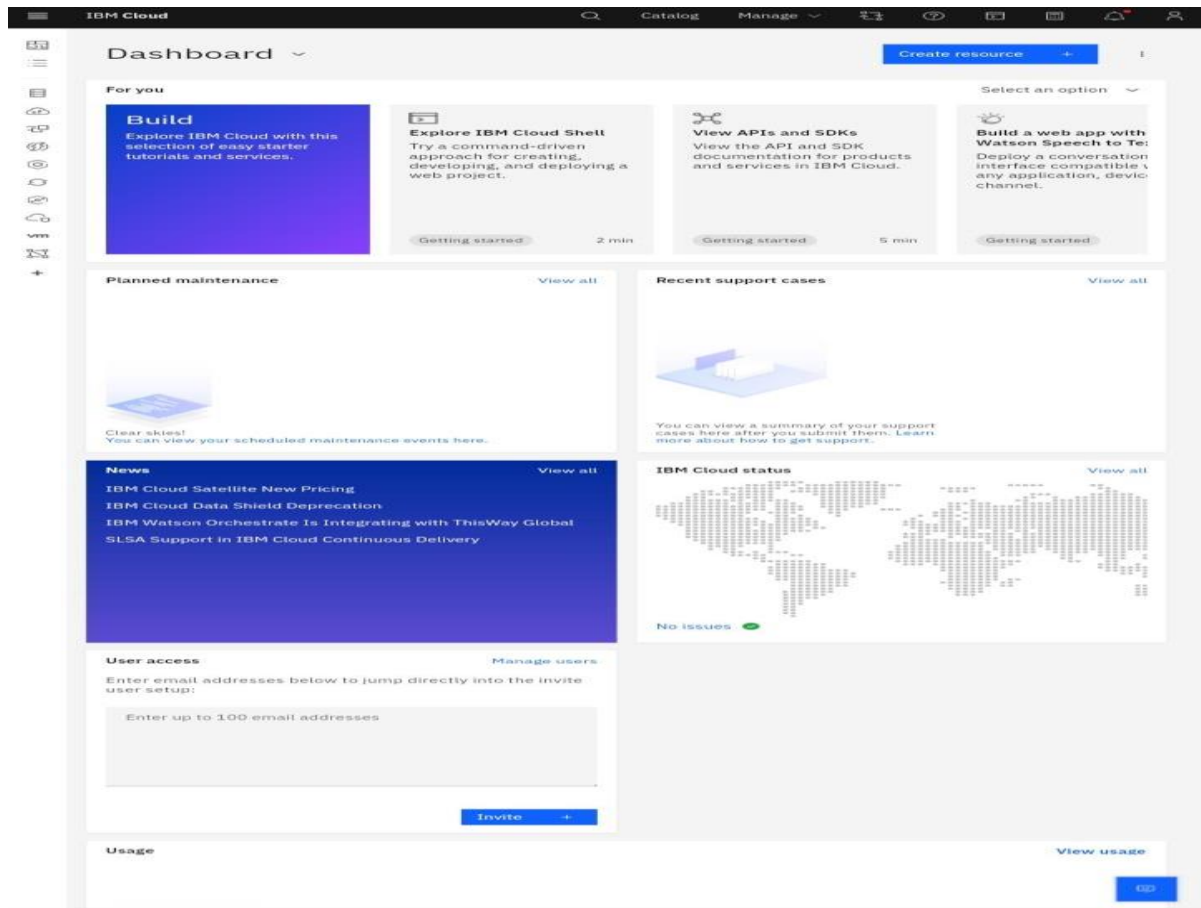 IBM Cloud
Catalog
Manage
Dashboard
Create resource +
For you
Select an option
Build
Explore IBM Cloud with this
selection of easy starter
tutorials and services.
Explore IBM Cloud Shell
Try a command-driven
approach for creating,
developing, and deploying a
web project.
Getting started
2 min
View APIs and SDKs
View the API and SDK
documentation for products
and services in IBM Cloud.
Getting started
5 min
Build a web app with
Watson Speech to
Deploy a conversation
interface compatible
any application,
channel.
Getting started
Planned maintenance
View all
Clear skies!
You can view your scheduled maintenance events here.
Recent support cases
View all
You can view a summary of your support
cases here after you submit them. Learn
more about how to get support.
News
View all
IBM Cloud Satellite New Pricing
IBM Cloud Data Shield Deprecation
IBM Watson Orchestrate Is Integrating with ThisWay Global
SLSA Support in IBM Cloud Continuous Delivery
IBM Cloud status
View all
No issues
User access
Manage users
Enter email addresses below to jump directly into the invite
user setup:
Enter up to 100 email addresses
Invite +
Usage
View usage